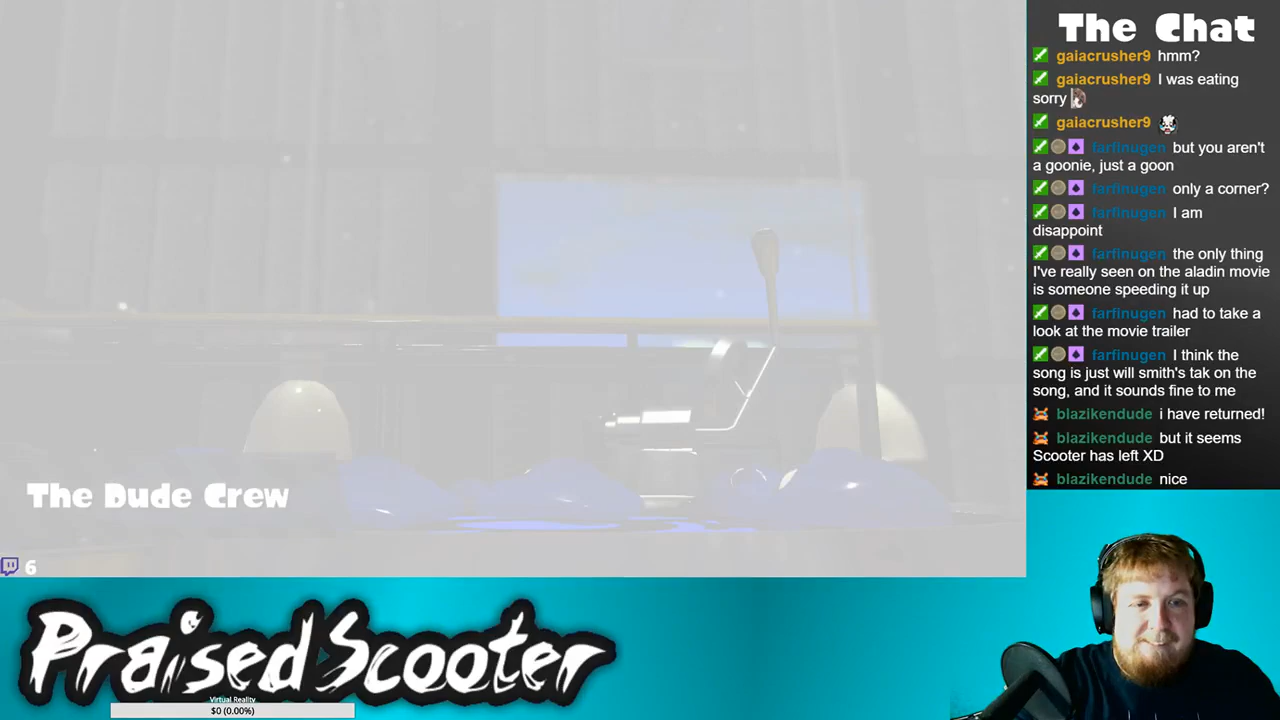 The Chat
gaiacrusher9 hmm?
gaiacrusher9 I was eating
sorry
gaiacrusher9
farfinugen but you aren't
a goonie, just a goon
farfinugen only a corner?
farfinugen I am
disappoint
farfinugen the only thing
I've really seen on the aladin movie
is someone speeding it up
farfinugen had to take a
look at the movie trailer
farfinugen I think the
song is just will smith's tak on the
song, and it sounds fine to me
blazikendude i have returned!
blazikendude but it seems
Scooter has left XD
blazikendude nice
The Dude Crew
6
PraisedScooter
Virtual Reality
$0 (0.00%)